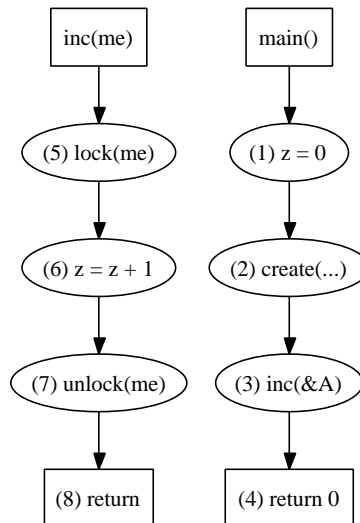 inc(me)
(5) lock(me)
(6) z = z + 1
(7) unlock(me)
(8) return
main()
(1) z = 0
(2) create(...)
(3) inc(&A)
(4) return 0